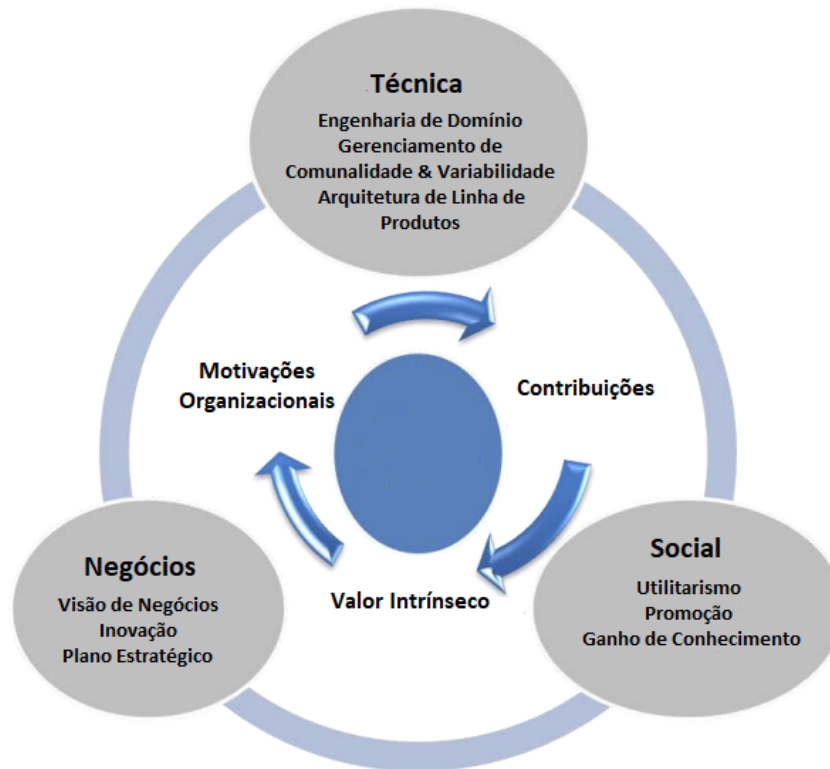 Técnica
Engenharia de Domínio
Gerenciamento de
Comunalidade & Variabilidade
Arquitetura de Linha de
Produtos
Motivações
Organizacionais
Contribuições
Negócios
Visão de Negócios
Inovação
Plano Estratégico
Valor Intrínseco
Social
Utilitarismo
Promoção
Ganho de Conhecimento